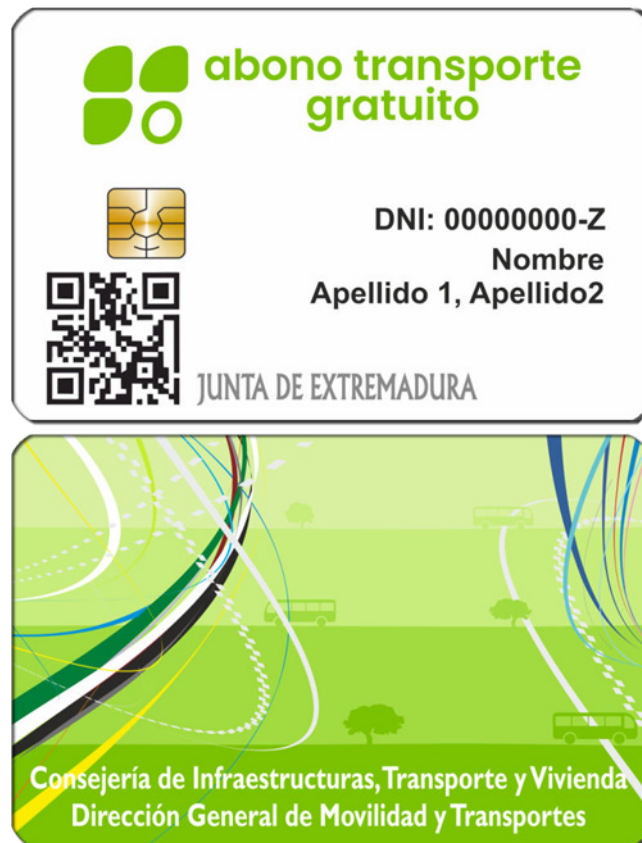 abono transporte
gratuito
DNI: 00000000-Z
Nombre
Apellido 1, Apellido2
JUNTA DE EXTREMADURA
Consejería de Infraestructuras, Transporte y Vivienda
Dirección General de Movilidad y Transportes